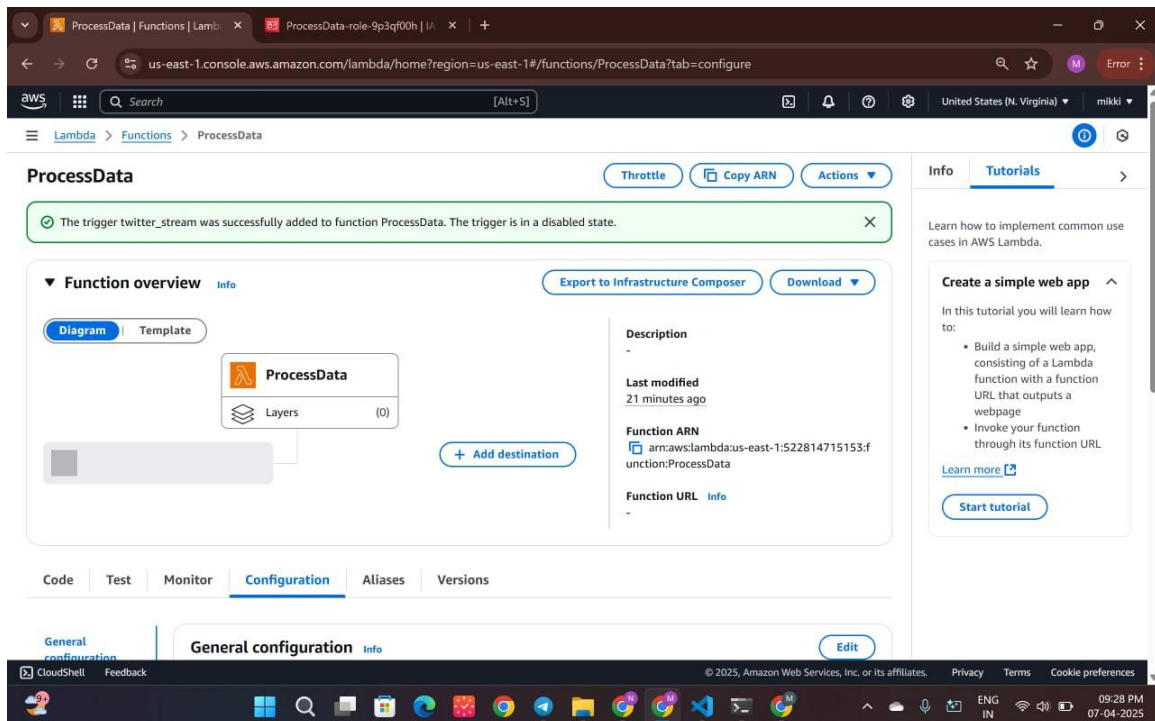 ProcessData | Functions | Lamb
ProcessData-role-9p3qf00h | IA
us-east-1.console.aws.amazon.com/lambda/home?region=us-east-1#/functions/ProcessData?tab=configure
M
Error
aws
Search
[Alt+S]
United States (N. Virginia)
mikki
Lambda > Functions > ProcessData
ProcessData
Throttle
Copy ARN
Actions
The trigger twitter_stream was successfully added to function ProcessData. The trigger is in a disabled state.
Function overview Info
Export to Infrastructure Composer
Download
Diagram
Template
ProcessData
Layers (0)
+ Add destination
Description
-
Last modified
21 minutes ago
Function ARN
arn:aws:lambda:us-east-1:522814715153:f
unction:ProcessData
Function URL Info
-
Code
Test
Monitor
Configuration
Aliases
Versions
General
configuration
General configuration Info
Edit
Info
Tutorials
Learn how to implement common use
cases in AWS Lambda.
Create a simple web app
In this tutorial you will learn how
to:
• Build a simple web app,
consisting of a Lambda
function with a function
URL that outputs a
webpage
• Invoke your function
through its function URL
Learn more
Start tutorial
CloudShell
Feedback
© 2025, Amazon Web Services, Inc. or its affiliates.
Privacy
Terms
Cookie preferences
9+
N
M
M
ENG
IN
09:28 PM
07-04-2025